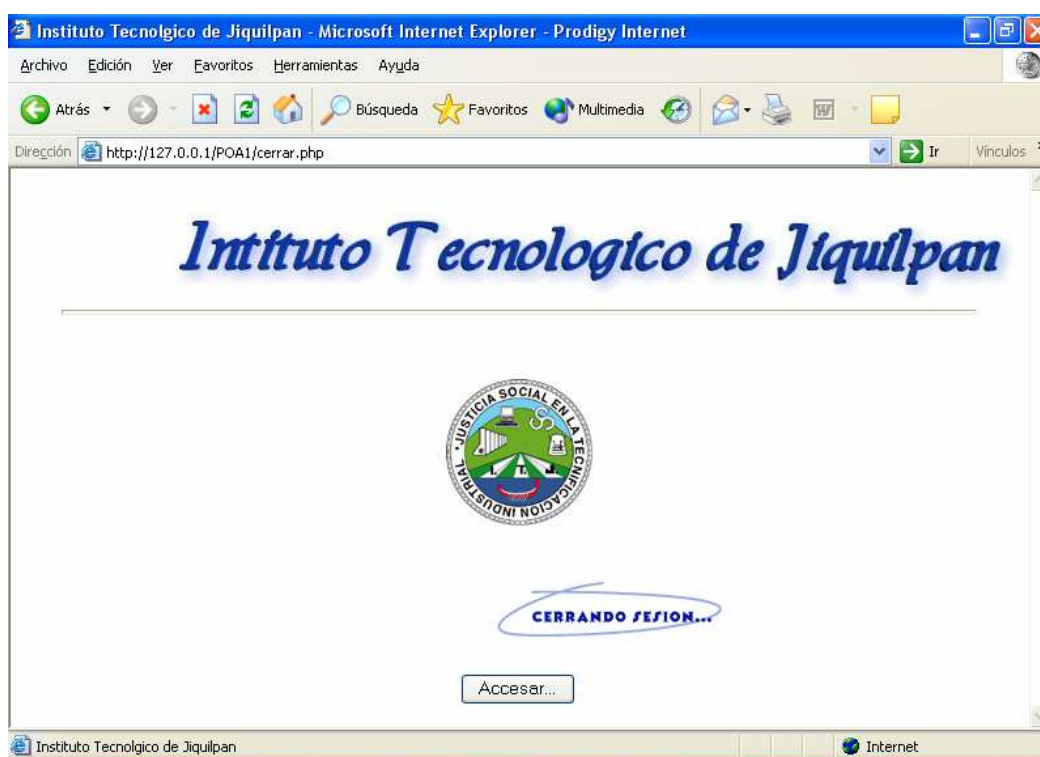 Instituto Tecnolgico de Jiquilpan - Microsoft Internet Explorer - Prodigy Internet
Archivo Edición Ver Favoritos Herramientas Ayuda
Atrás Búsqueda Favoritos Multimedia
Dirección http://127.0.0.1/POA1/cerrar.php Ir Vínculos »
Intituto Tecnologico de Jiquilpan
"JUSTICIA SOCIAL EN LA TECNIFICACION INDUSTRIAL"
I. T. J.
CERRANDO SESION...
Accesar...
Instituto Tecnolgico de Jiquilpan Internet